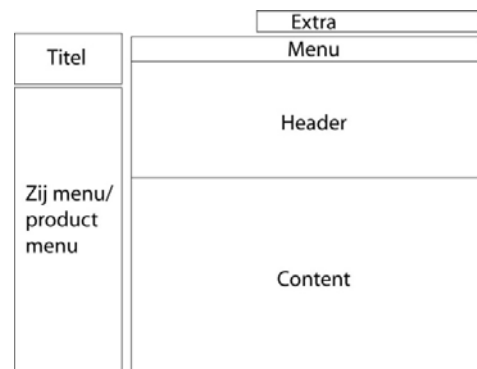 Extra
Titel
Menu
Header
Zij menu/
product
menu
Content